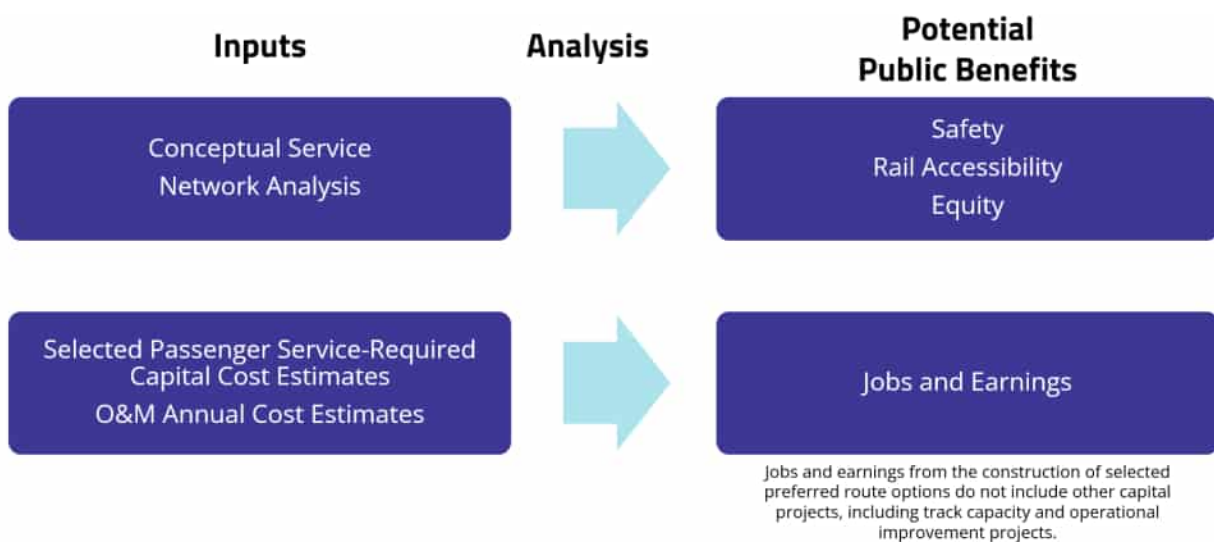 Inputs
Analysis
Potential
Public Benefits
Conceptual Service
Network Analysis
Safety
Rail Accessibility
Equity
Selected Passenger Service-Required
Capital Cost Estimates
O&M Annual Cost Estimates
Jobs and Earnings
Jobs and earnings from the construction of selected
preferred route options do not include other capital
projects, including track capacity and operational
improvement projects.